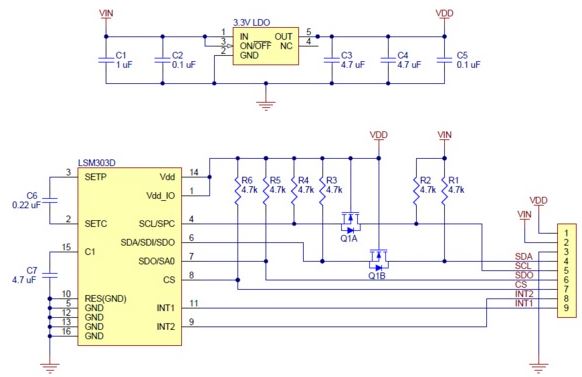 VIN
3.3V LDO
VDD
1 IN OUT 5
3 ON/OFF NC 4
2 GND
C1
1 uF
C2
0.1 uF
C3
4.7 uF
C4
4.7 uF
C5
0.1 uF
VDD
VIN
LSM303D
3 SETP Vdd 14
Vdd_IO 1
R6
4.7k
R5
4.7k
R4
4.7k
R3
4.7k
R2
4.7k
R1
4.7k
C6
0.22 uF
2 SETC SCL/SPC 4
SDA/SDI/SDO 6
15 C1 SDO/SA0 7
CS 8
C7
4.7 uF
10 RES(GND)
5 GND INT1 11
12 GND
13 GND INT2 9
16 GND
Q1A
Q1B
VDD
VIN
1
2
3
SDA 4
SCL 5
SDO 6
CS 7
INT2 8
INT1 9